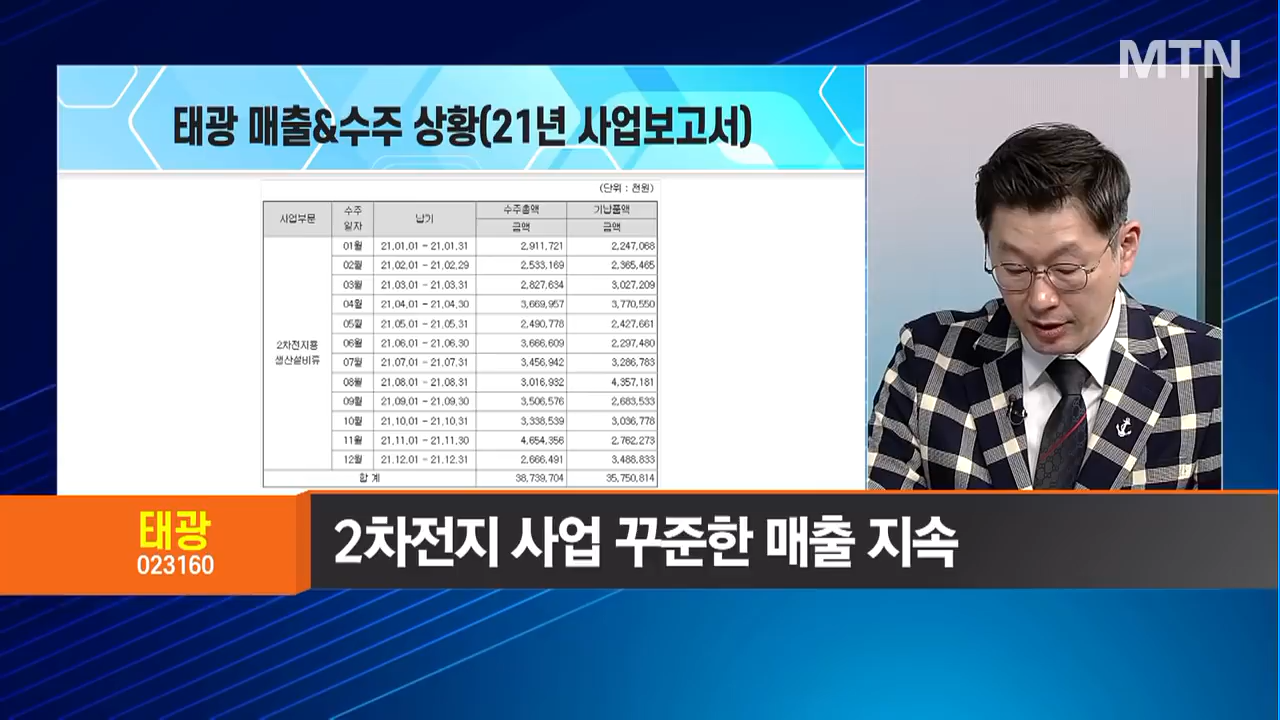 MTN
태광 매출&수주 상황(21년 사업보고서)
(단위 : 천원)
사업부문 수주 일자 납기 수주총액 기납품액
금액 금액
2차전지용 생산설비류
01월 21.01.01 - 21.01.31 2,911,721 2,247,068
02월 21.02.01 - 21.02.29 2,533,169 2,365,465
03월 21.03.01 - 21.03.31 2,827,634 3,027,209
04월 21.04.01 - 21.04.30 3,669,957 3,770,550
05월 21.05.01 - 21.05.31 2,490,778 2,427,661
06월 21.06.01 - 21.06.30 3,666,609 2,297,480
07월 21.07.01 - 21.07.31 3,456,942 3,286,783
08월 21.08.01 - 21.08.31 3,016,932 4,357,181
09월 21.09.01 - 21.09.30 3,506,576 2,683,533
10월 21.10.01 - 21.10.31 3,338,539 3,036,778
11월 21.11.01 - 21.11.30 4,654,356 2,762,273
12월 21.12.01 - 21.12.31 2,666,491 3,488,833
합 계 38,739,704 35,750,814
태광
023160
2차전지 사업 꾸준한 매출 지속